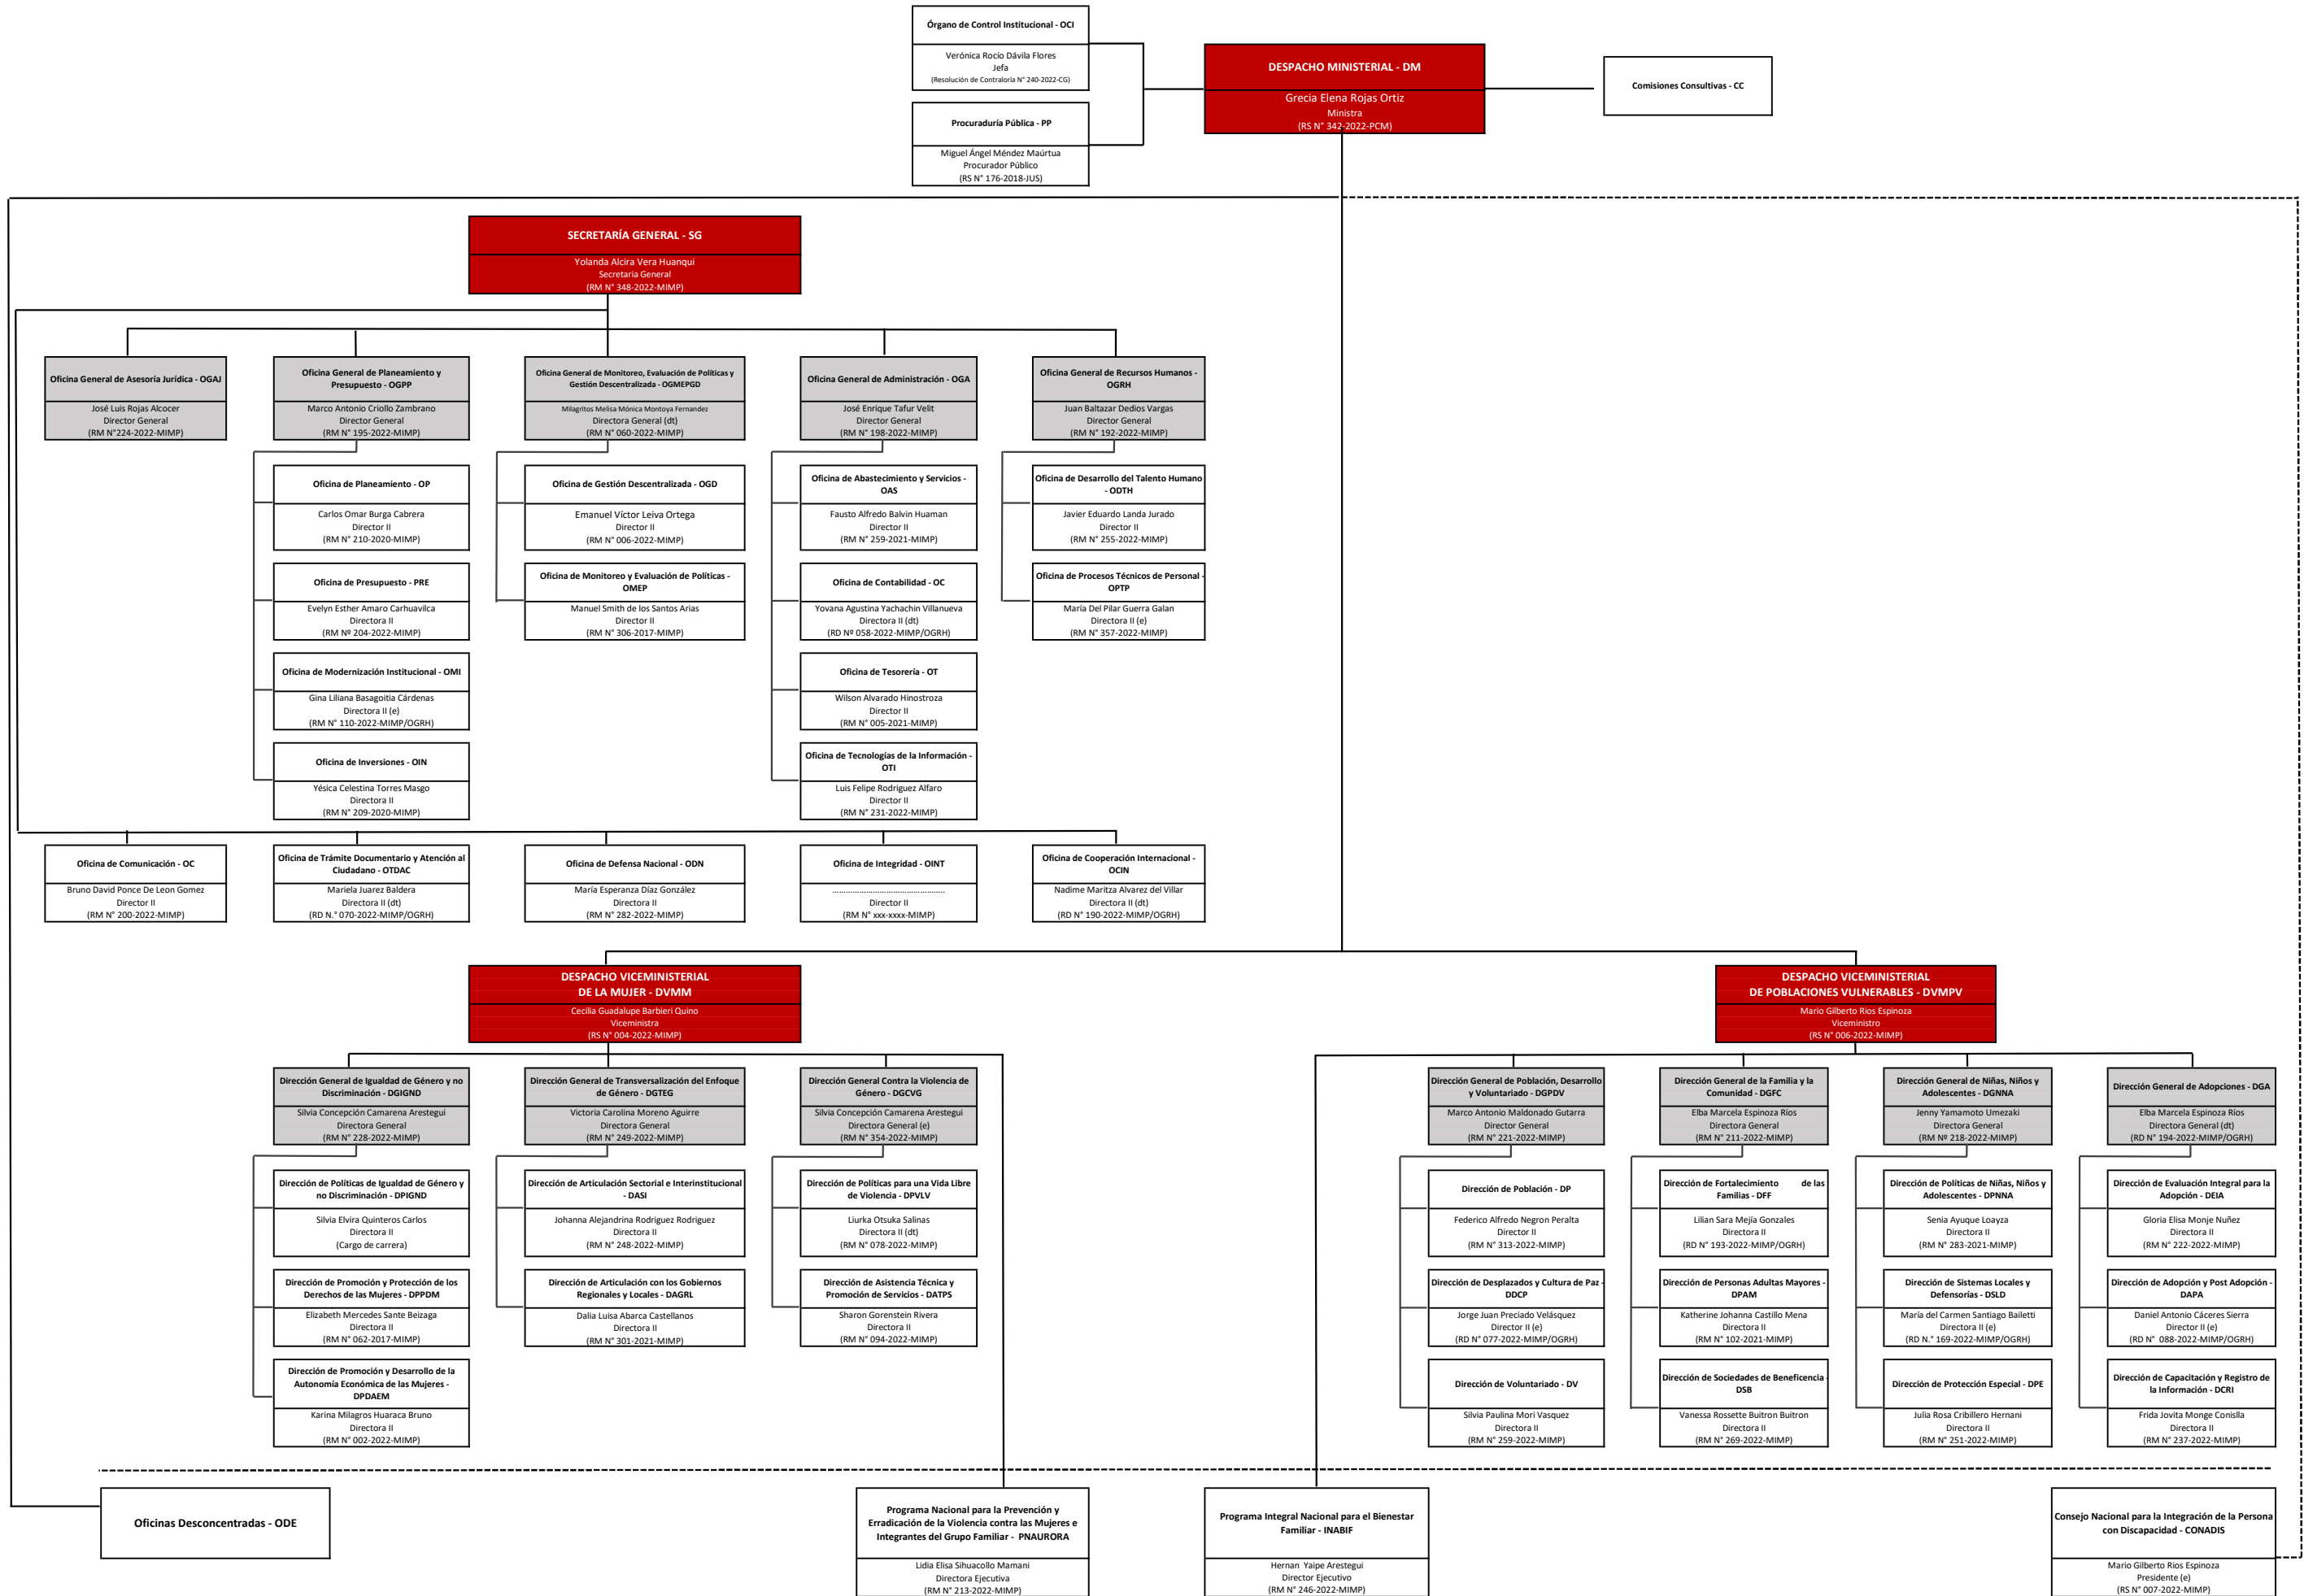 Órgano de Control Institucional - OCI
Verónica Rocío Dávila Flores
Jefa
(Resolución de Contraloría N° 240-2022-CG)
Procuraduría Pública - PP
Miguel Ángel Méndez Maúrtua
Procurador Público
(RS N° 176-2018-JUS)
DESPACHO MINISTERIAL - DM
Grecia Elena Rojas Ortiz
Ministra
(RS N° 342-2022-PCM)
Comisiones Consultivas - CC
SECRETARÍA GENERAL - SG
Yolanda Alcira Vera Huanqui
Secretaria General
(RM N° 348-2022-MIMP)
Oficina General de Asesoría Jurídica - OGAJ
José Luis Rojas Alcocer
Director General
(RM N°224-2022-MIMP)
Oficina General de Planeamiento y
Presupuesto - OGPP
Marco Antonio Criollo Zambrano
Director General
(RM N° 195-2022-MIMP)
Oficina General de Monitoreo, Evaluación de Políticas y
Gestión Descentralizada - OGMEPGD
Milagritos Melisa Mónica Montoya Fernandez
Directora General (dt)
(RM N° 060-2022-MIMP)
Oficina General de Administración - OGA
José Enrique Tafur Velit
Director General
(RM N° 198-2022-MIMP)
Oficina General de Recursos Humanos -
OGRH
Juan Baltazar Dedios Vargas
Director General
(RM N° 192-2022-MIMP)
Oficina de Planeamiento - OP
Carlos Omar Burga Cabrera
Director II
(RM N° 210-2020-MIMP)
Oficina de Gestión Descentralizada - OGD
Emanuel Víctor Leiva Ortega
Director II
(RM N° 006-2022-MIMP)
Oficina de Abastecimiento y Servicios -
OAS
Fausto Alfredo Balvin Huaman
Director II
(RM N° 259-2021-MIMP)
Oficina de Desarrollo del Talento Humano
- ODTH
Javier Eduardo Landa Jurado
Director II
(RM N° 255-2022-MIMP)
Oficina de Presupuesto - PRE
Evelyn Esther Amaro Carhuavilca
Directora II
(RM Nº 204-2022-MIMP)
Oficina de Monitoreo y Evaluación de Políticas -
OMEP
Manuel Smith de los Santos Arias
Director II
(RM N° 306-2017-MIMP)
Oficina de Contabilidad - OC
Yovana Agustina Yachachin Villanueva
Directora II (dt)
(RD Nº 058-2022-MIMP/OGRH)
Oficina de Procesos Técnicos de Personal -
OPTP
María Del Pilar Guerra Galan
Directora II (e)
(RM N° 357-2022-MIMP)
Oficina de Modernización Institucional - OMI
Gina Liliana Basagoitia Cárdenas
Directora II (e)
(RM N° 110-2022-MIMP/OGRH)
Oficina de Tesorería - OT
Wilson Alvarado Hinostroza
Director II
(RM N° 005-2021-MIMP)
Oficina de Inversiones - OIN
Yésica Celestina Torres Masgo
Directora II
(RM N° 209-2020-MIMP)
Oficina de Tecnologías de la Información -
OTI
Luis Felipe Rodriguez Alfaro
Director II
(RM N° 231-2022-MIMP)
Oficina de Comunicación - OC
Bruno David Ponce De Leon Gomez
Director II
(RM N° 200-2022-MIMP)
Oficina de Trámite Documentario y Atención al
Ciudadano - OTDAC
Mariela Juarez Baldera
Directora II (dt)
(RD N.° 070-2022-MIMP/OGRH)
Oficina de Defensa Nacional - ODN
María Esperanza Díaz González
Directora II
(RM N° 282-2022-MIMP)
Oficina de Integridad - OINT
…………………………………………..
Director II
(RM N° xxx-xxxx-MIMP)
Oficina de Cooperación Internacional -
OCIN
Nadime Maritza Alvarez del Villar
Directora II (dt)
(RD N° 190-2022-MIMP/OGRH)
DESPACHO VICEMINISTERIAL
DE LA MUJER - DVMM
Cecilia Guadalupe Barbieri Quino
Viceministra
(RS N° 004-2022-MIMP)
DESPACHO VICEMINISTERIAL
DE POBLACIONES VULNERABLES - DVMPV
Mario Gilberto Rios Espinoza
Viceministro
(RS N° 006-2022-MIMP)
Dirección General de Igualdad de Género y no
Discriminación - DGIGND
Silvia Concepción Camarena Arestegui
Directora General
(RM N° 228-2022-MIMP)
Dirección General de Transversalización del Enfoque
de Género - DGTEG
Victoria Carolina Moreno Aguirre
Directora General
(RM N° 249-2022-MIMP)
Dirección General Contra la Violencia de
Género - DGCVG
Silvia Concepción Camarena Arestegui
Directora General (e)
(RM N° 354-2022-MIMP)
Dirección General de Población, Desarrollo
y Voluntariado - DGPDV
Marco Antonio Maldonado Gutarra
Director General
(RM N° 221-2022-MIMP)
Dirección General de la Familia y la
Comunidad - DGFC
Elba Marcela Espinoza Ríos
Directora General
(RM N° 211-2022-MIMP)
Dirección General de Niñas, Niños y
Adolescentes - DGNNA
Jenny Yamamoto Umezaki
Directora General
(RM Nº 218-2022-MIMP)
Dirección General de Adopciones - DGA
Elba Marcela Espinoza Ríos
Directora General (dt)
(RD N° 194-2022-MIMP/OGRH)
Dirección de Políticas de Igualdad de Género y
no Discriminación - DPIGND
Silvia Elvira Quinteros Carlos
Directora II
(Cargo de carrera)
Dirección de Articulación Sectorial e Interinstitucional
- DASI
Johanna Alejandrina Rodriguez Rodriguez
Directora II
(RM N° 248-2022-MIMP)
Dirección de Políticas para una Vida Libre
de Violencia - DPVLV
Liurka Otsuka Salinas
Directora II (dt)
(RM N° 078-2022-MIMP)
Dirección de Población - DP
Federico Alfredo Negron Peralta
Director II
(RM N° 313-2022-MIMP)
Dirección de Fortalecimiento de las
Familias - DFF
Lilian Sara Mejía Gonzales
Directora II
(RD N° 193-2022-MIMP/OGRH)
Dirección de Políticas de Niñas, Niños y
Adolescentes - DPNNA
Senia Ayuque Loayza
Directora II
(RM N° 283-2021-MIMP)
Dirección de Evaluación Integral para la
Adopción - DEIA
Gloria Elisa Monje Nuñez
Directora II
(RM N° 222-2022-MIMP)
Dirección de Promoción y Protección de los
Derechos de las Mujeres - DPPDM
Elizabeth Mercedes Sante Beizaga
Directora II
(RM N° 062-2017-MIMP)
Dirección de Articulación con los Gobiernos
Regionales y Locales - DAGRL
Dalia Luisa Abarca Castellanos
Directora II
(RM N° 301-2021-MIMP)
Dirección de Asistencia Técnica y
Promoción de Servicios - DATPS
Sharon Gorenstein Rivera
Directora II
(RM N° 094-2022-MIMP)
Dirección de Desplazados y Cultura de Paz -
DDCP
Jorge Juan Preciado Velásquez
Director II (e)
(RD N° 077-2022-MIMP/OGRH)
Dirección de Personas Adultas Mayores -
DPAM
Katherine Johanna Castillo Mena
Directora II
(RM N° 102-2021-MIMP)
Dirección de Sistemas Locales y
Defensorías - DSLD
María del Carmen Santiago Bailetti
Directora II (e)
(RD N.° 169-2022-MIMP/OGRH)
Dirección de Adopción y Post Adopción -
DAPA
Daniel Antonio Cáceres Sierra
Director II (e)
(RD N° 088-2022-MIMP/OGRH)
Dirección de Promoción y Desarrollo de la
Autonomía Económica de las Mujeres -
DPDAEM
Karina Milagros Huaraca Bruno
Directora II
(RM N° 002-2022-MIMP)
Dirección de Voluntariado - DV
Silvia Paulina Mori Vasquez
Directora II
(RM N° 259-2022-MIMP)
Dirección de Sociedades de Beneficencia -
DSB
Vanessa Rossette Buitron Buitron
Directora II
(RM N° 269-2022-MIMP)
Dirección de Protección Especial - DPE
Julia Rosa Cribillero Hernani
Directora II
(RM N° 251-2022-MIMP)
Dirección de Capacitación y Registro de
la Información - DCRI
Frida Jovita Monge Conislla
Directora II
(RM N° 237-2022-MIMP)
Oficinas Desconcentradas - ODE
Programa Nacional para la Prevención y
Erradicación de la Violencia contra las Mujeres e
Integrantes del Grupo Familiar - PNAURORA
Lidia Elisa Sihuacollo Mamani
Directora Ejecutiva
(RM N° 213-2022-MIMP)
Programa Integral Nacional para el Bienestar
Familiar - INABIF
Hernan Yaipe Arestegui
Director Ejecutivo
(RM N° 246-2022-MIMP)
Consejo Nacional para la Integración de la Persona
con Discapacidad - CONADIS
Mario Gilberto Rios Espinoza
Presidente (e)
(RS N° 007-2022-MIMP)